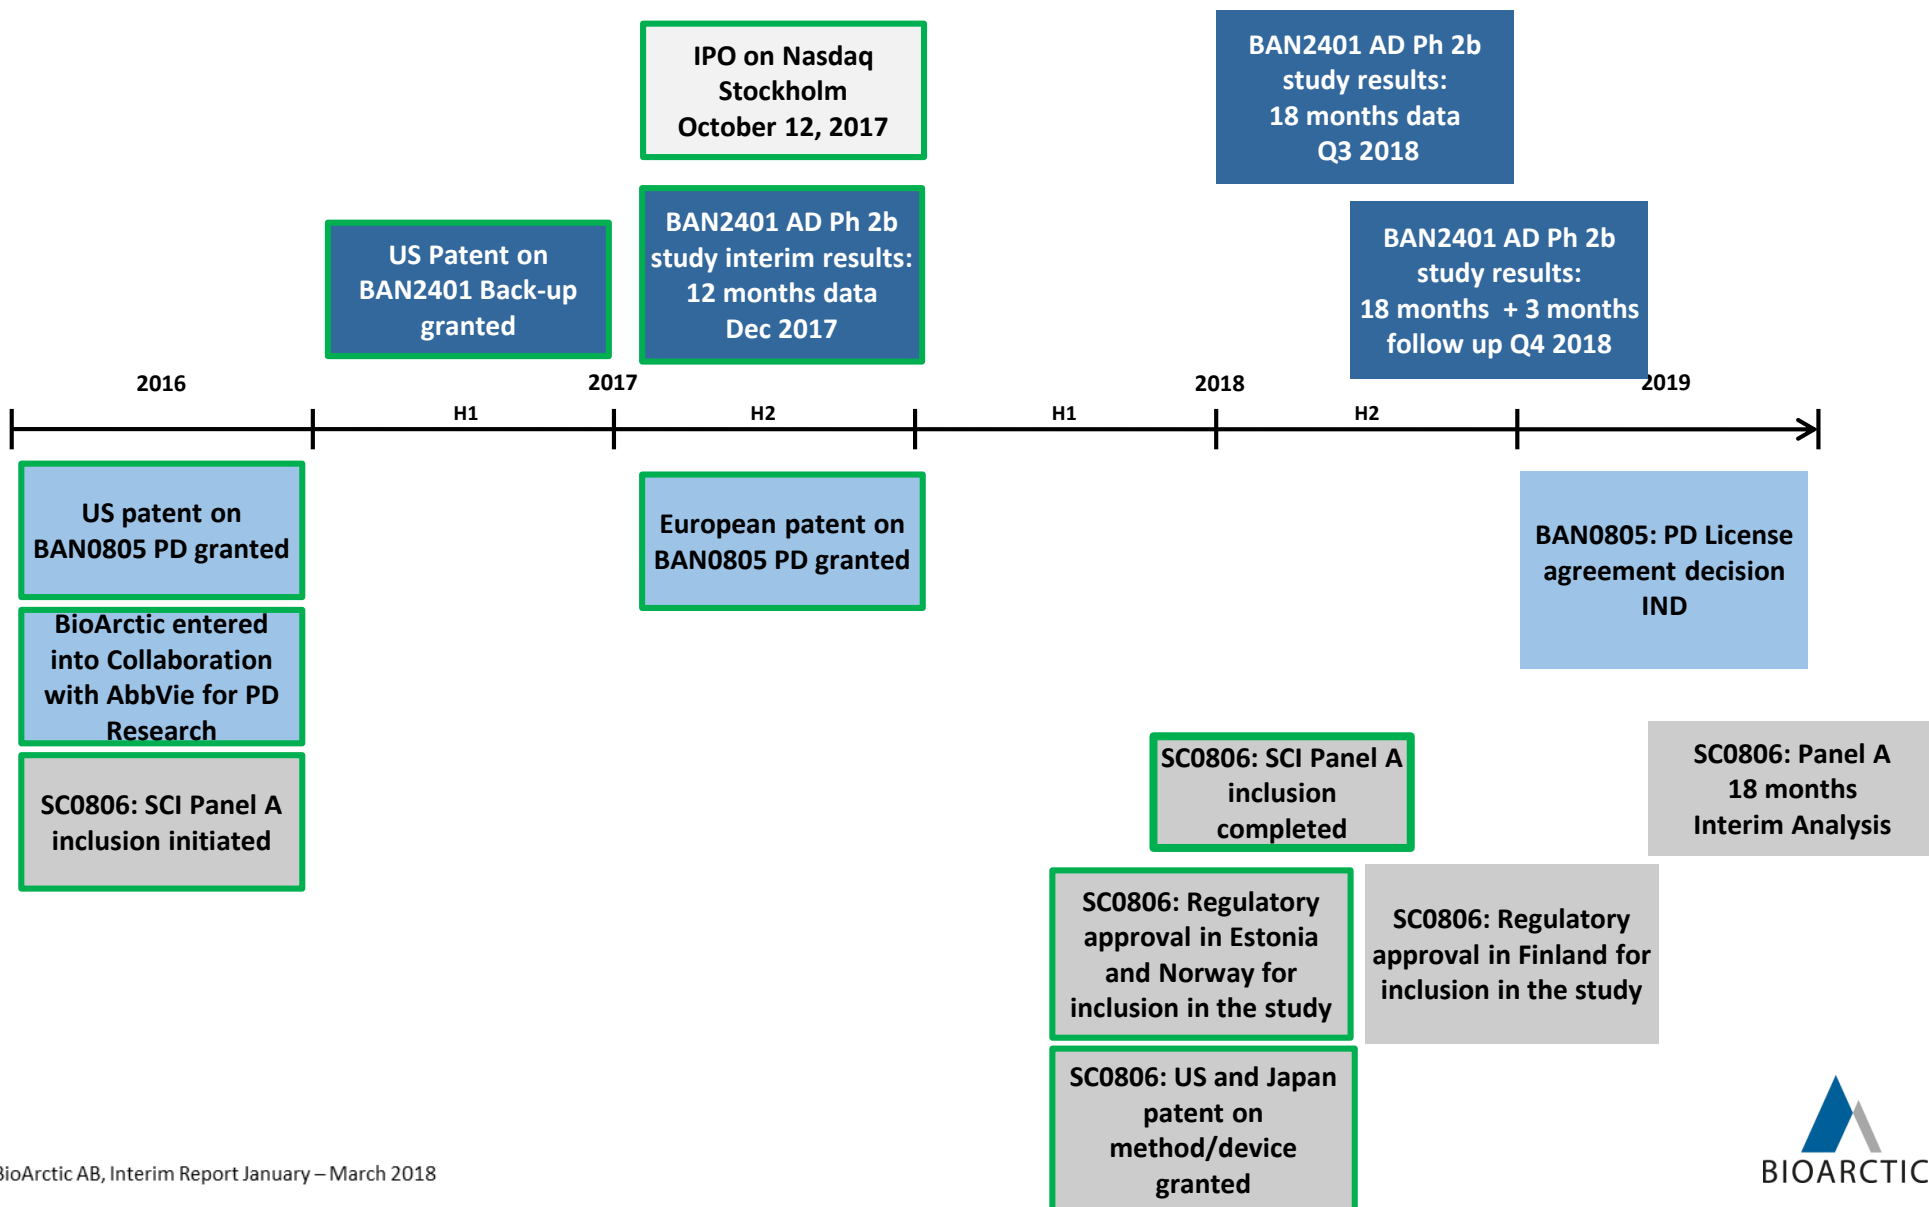 IPO on Nasdaq
Stockholm
October 12, 2017
BAN2401 AD Ph 2b
study results:
18 months data
Q3 2018
US Patent on
BAN2401 Back-up
granted
BAN2401 AD Ph 2b
study interim results:
12 months data
Dec 2017
BAN2401 AD Ph 2b
study results:
18 months + 3 months
follow up Q4 2018
2016
2017
2018
2019
H1
H2
H1
H2
US patent on
BAN0805 PD granted
European patent on
BAN0805 PD granted
BAN0805: PD License
agreement decision
IND
BioArctic entered
into Collaboration
with AbbVie for PD
Research
SC0806: SCI Panel A
inclusion initiated
SC0806: SCI Panel A
inclusion
completed
SC0806: Panel A
18 months
Interim Analysis
SC0806: Regulatory
approval in Estonia
and Norway for
inclusion in the study
SC0806: Regulatory
approval in Finland for
inclusion in the study
SC0806: US and Japan
patent on
method/device
granted
BioArctic AB, Interim Report January – March 2018
BIOARCTIC